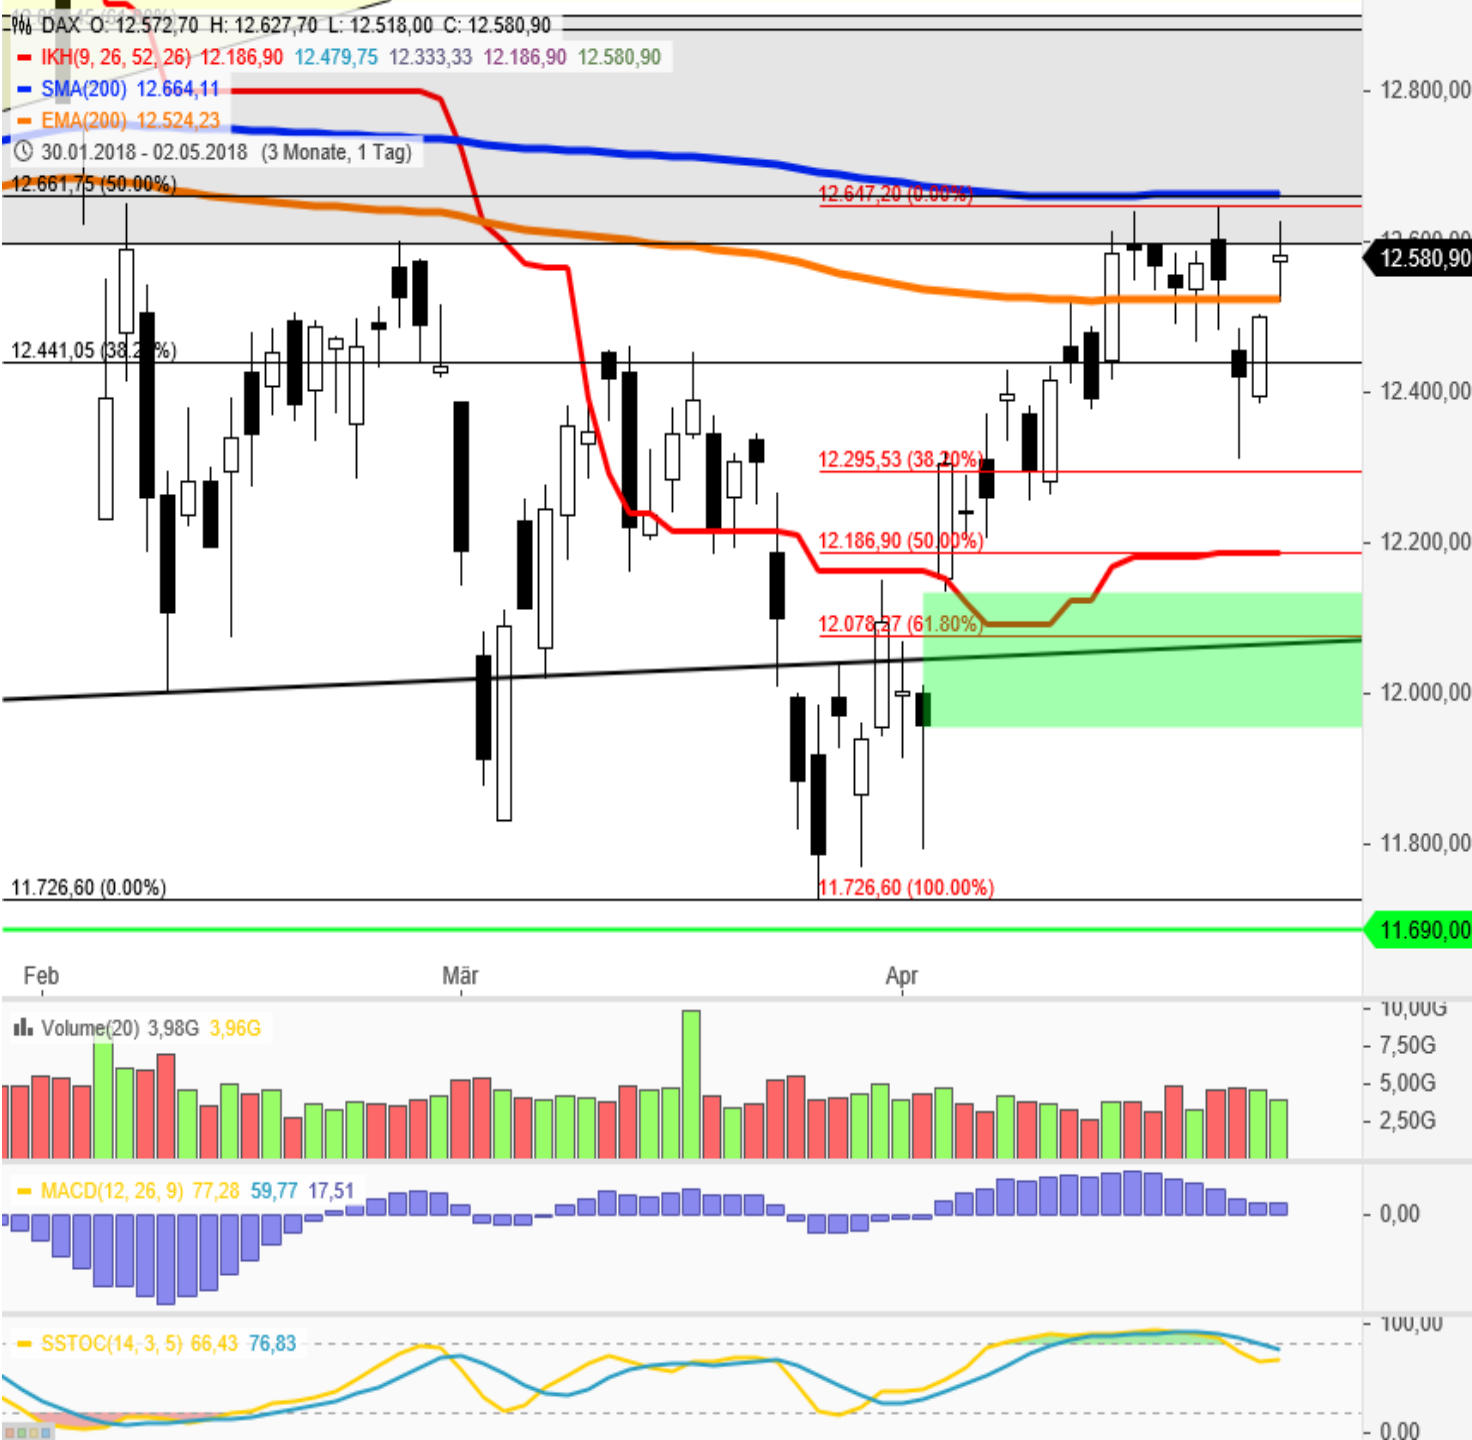 DAX O: 12.572,70 H: 12.627,70 L: 12.518,00 C: 12.580,90
IKH(9, 26, 52, 26) 12.186,90 12.479,75 12.333,33 12.186,90 12.580,90
SMA(200) 12.664,11
EMA(200) 12.524,23
30.01.2018 - 02.05.2018 (3 Monate, 1 Tag)
12.800,00
12.661,75 (50.00%)
12.647,20 (0.00%)
12.600,00
12.580,90
12.441,05 (38.20%)
12.400,00
12.295,53 (38.20%)
12.186,90 (50.00%)
12.200,00
12.078,27 (61.80%)
12.000,00
11.800,00
11.726,60 (0.00%)
11.726,60 (100.00%)
11.690,00
Feb
Mär
Apr
10,00G
Volume(20) 3,98G 3,96G
7,50G
5,00G
2,50G
MACD(12, 26, 9) 77,28 59,77 17,51
0,00
100,00
SSTOC(14, 3, 5) 66,43 76,83
0.00